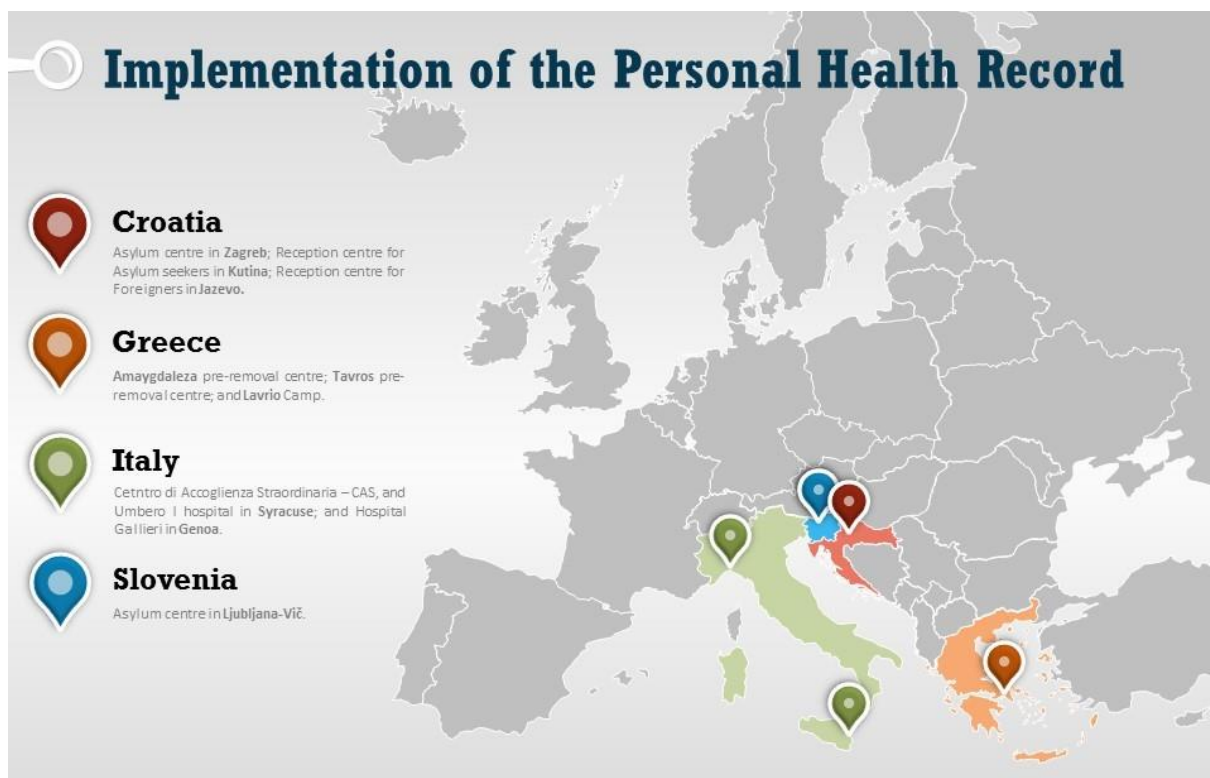 Implementation of the Personal Health Record
Croatia
Asylum centre in Zagreb; Reception centre for
Asylum seekers in Kutina; Reception centre for
Foreigners in Jazevo.
Greece
Amaygdaleza pre-removal centre; Tavros pre-
removal centre; and Lavrio Camp.
Italy
Cetntro di Accoglienza Straordinaria – CAS, and
Umbero I hospital in Syracuse; and Hospital
Gallieri in Genoa.
Slovenia
Asylum centre in Ljubljana-Vič.